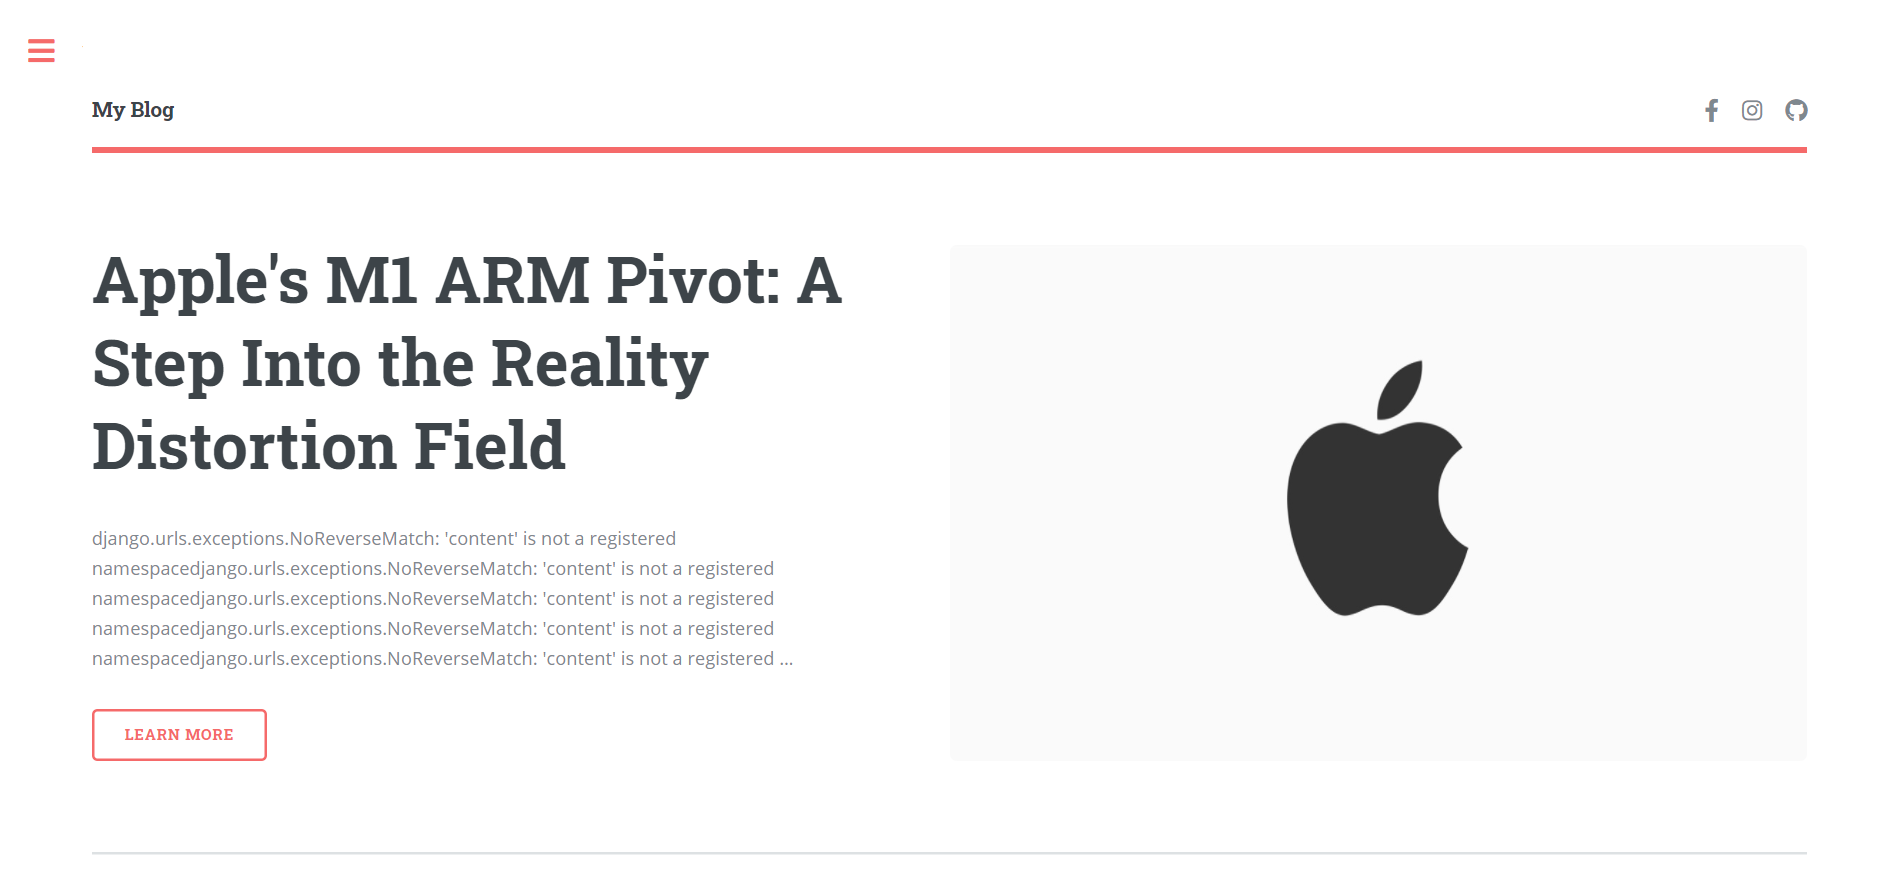 My Blog
Apple's M1 ARM Pivot: A
Step Into the Reality
Distortion Field
django.urls.exceptions.NoReverseMatch: 'content' is not a registered
namespacedjango.urls.exceptions.NoReverseMatch: 'content' is not a registered
namespacedjango.urls.exceptions.NoReverseMatch: 'content' is not a registered
namespacedjango.urls.exceptions.NoReverseMatch: 'content' is not a registered
namespacedjango.urls.exceptions.NoReverseMatch: 'content' is not a registered ...
LEARN MORE